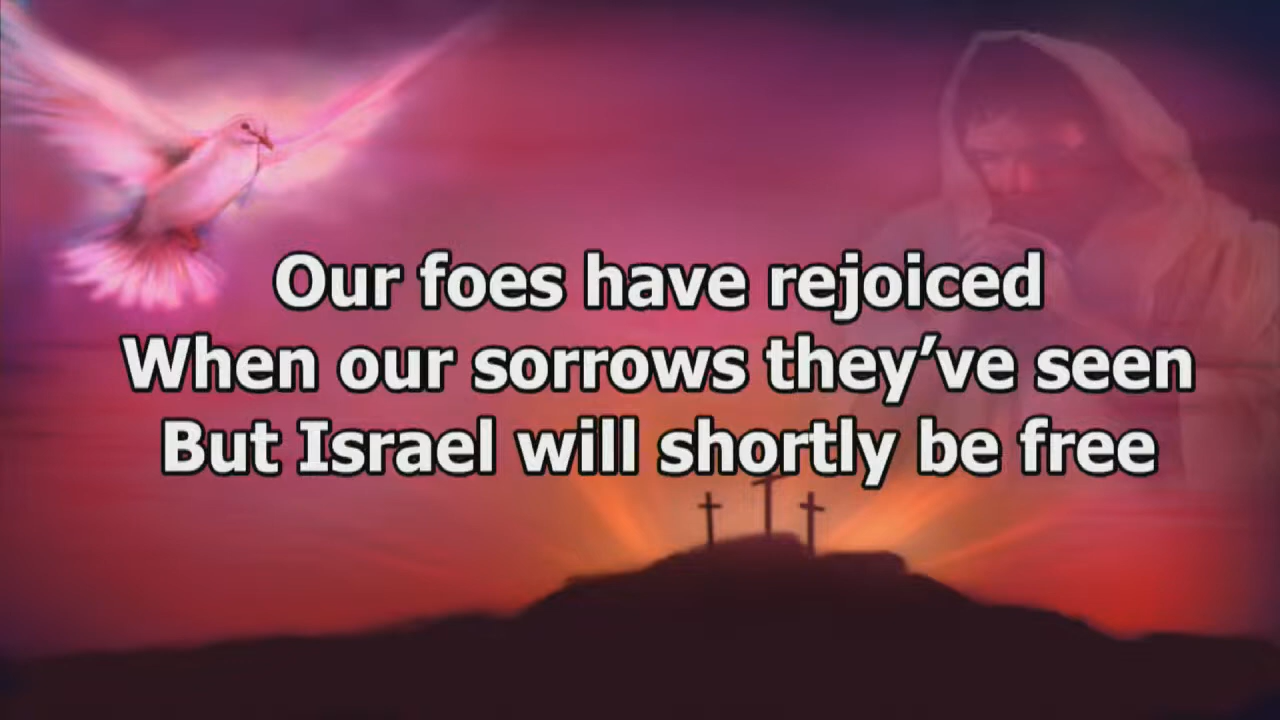 Our foes have rejoiced
When our sorrows they’ve seen
But Israel will shortly be free